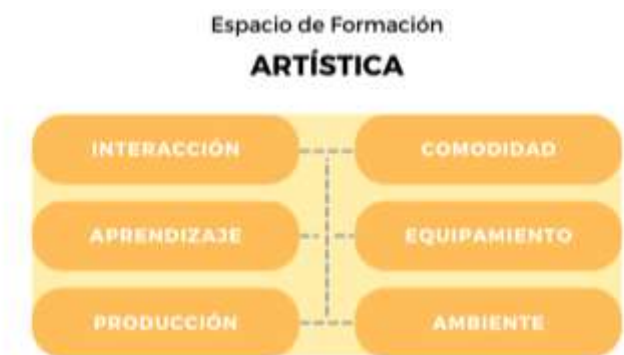 Espacio de Formación
ARTÍSTICA
INTERACCIÓN
COMODIDAD
APRENDIZAJE
EQUIPAMIENTO
PRODUCCIÓN
AMBIENTE